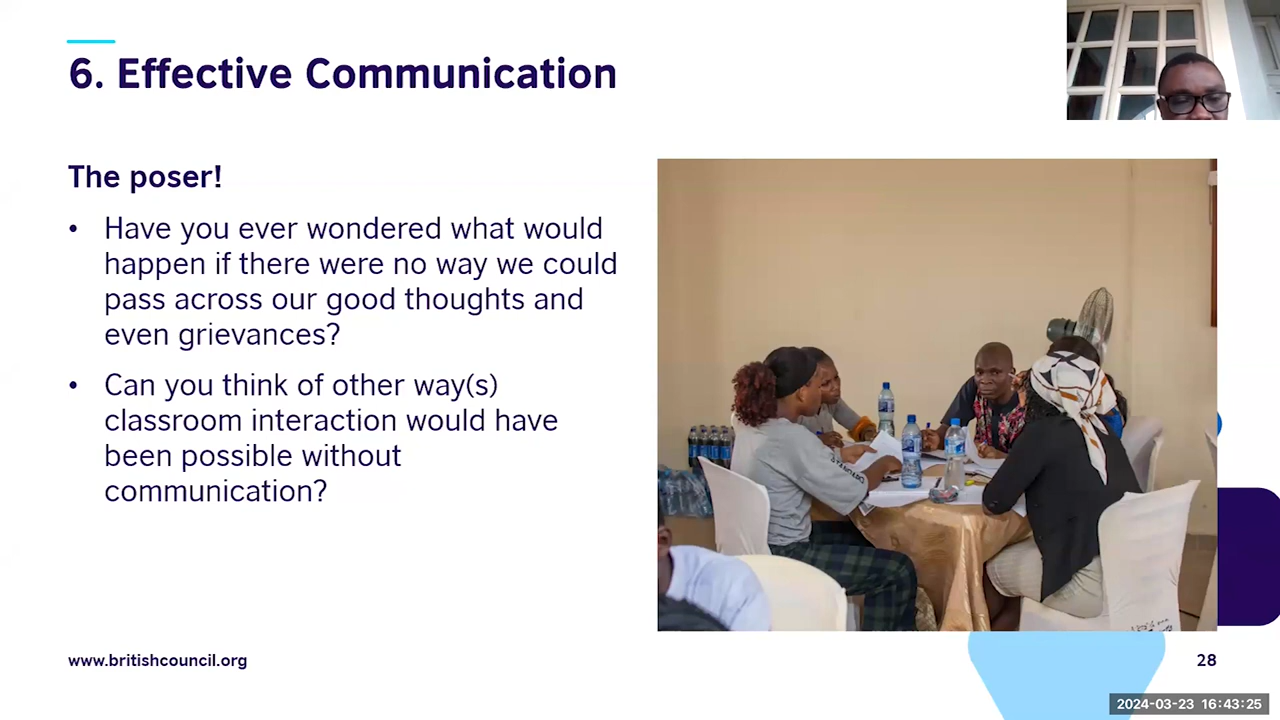 6. Effective Communication
The poser!
• Have you ever wondered what would
happen if there were no way we could
pass across our good thoughts and
even grievances?
• Can you think of other way(s)
classroom interaction would have
been possible without
communication?
www.britishcouncil.org
28
2024-03-23 16:43:25